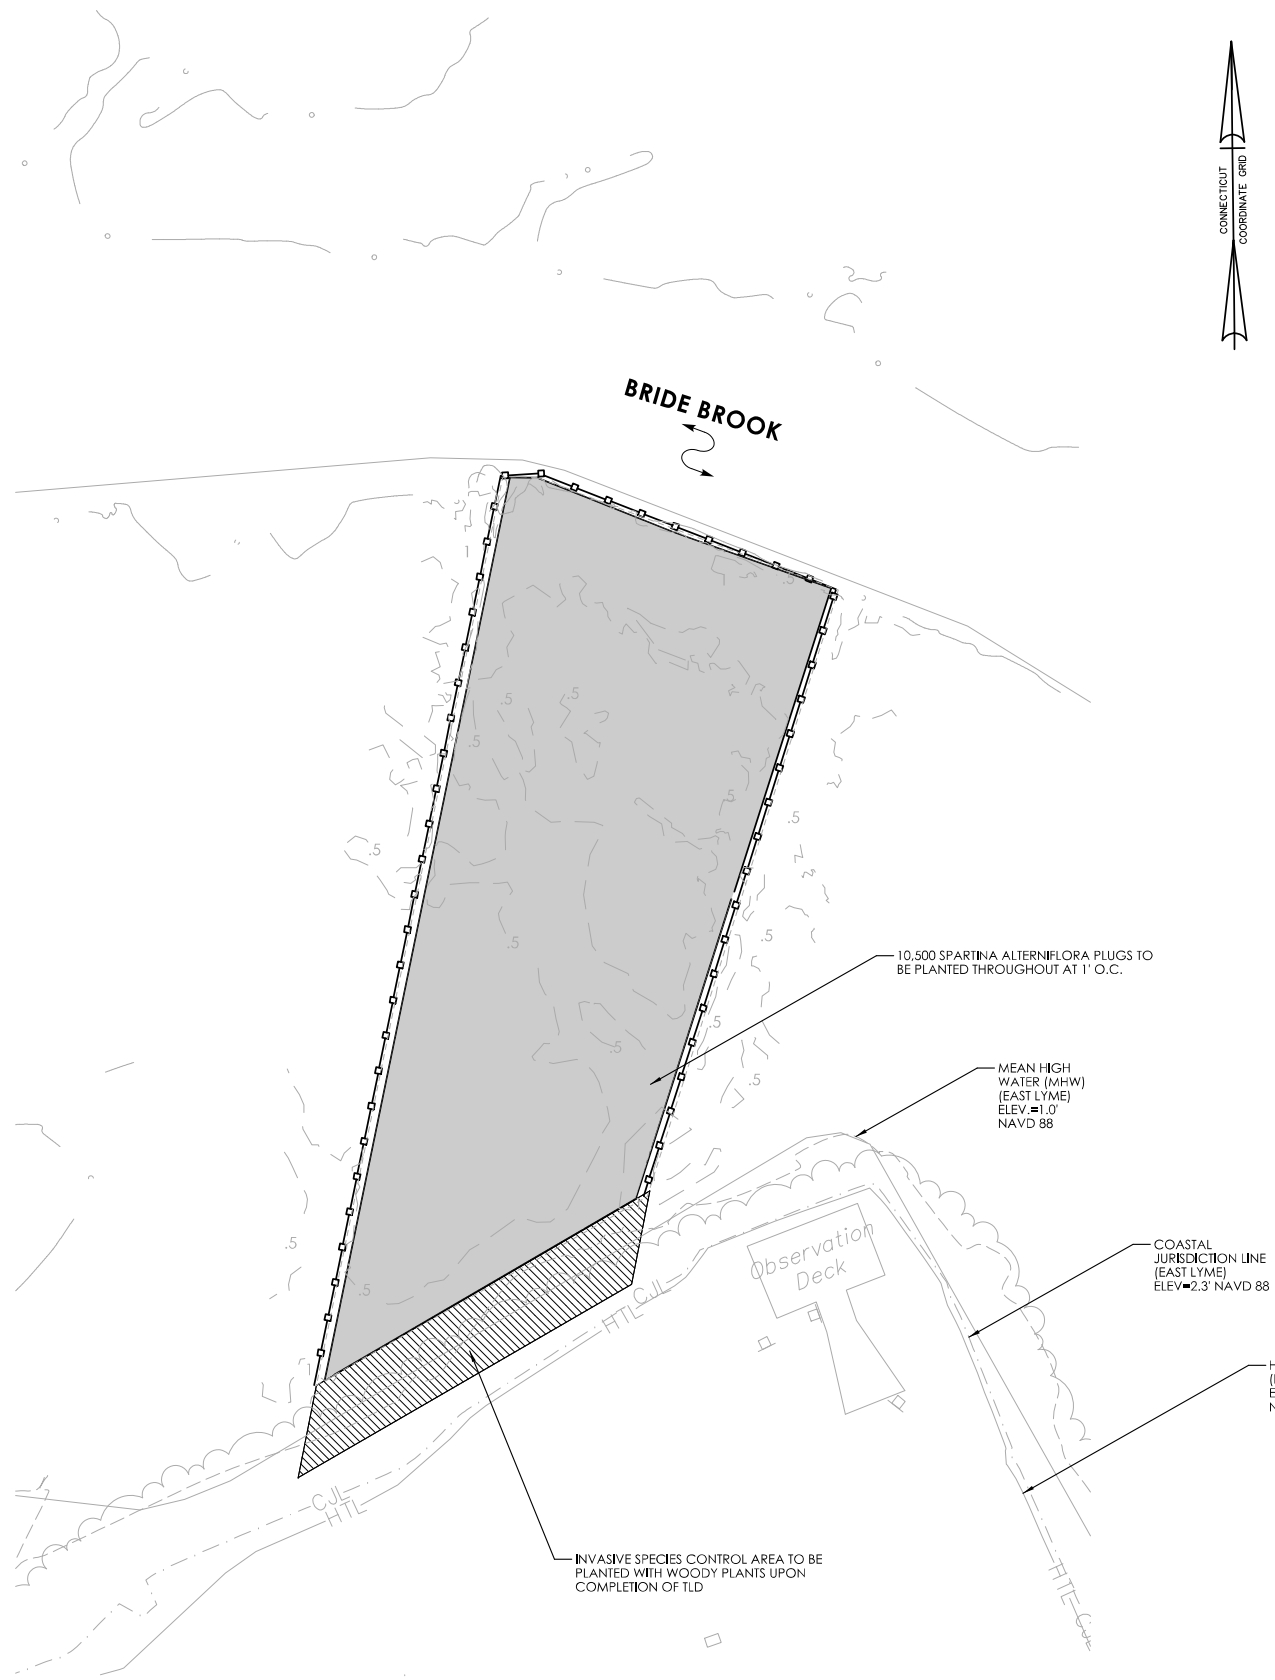 CONNECTICUT
COORDINATE GRID
BRIDE BROOK
.5
.5
.5
.5
.5
.5
.5
.5
.5
10,500 SPARTINA ALTERNIFLORA PLUGS TO
BE PLANTED THROUGHOUT AT 1' O.C.
.5
.5
.5
MEAN HIGH
WATER (MHW)
(EAST LYME)
ELEV.=1.0'
NAVD 88
.5
.5
Observation
Deck
COASTAL
JURISDICTION LINE
(EAST LYME)
ELEV=2.3' NAVD 88
CJL
HTL
H
(
E
N
CJL
HTL
INVASIVE SPECIES CONTROL AREA TO BE
PLANTED WITH WOODY PLANTS UPON
COMPLETION OF TLD
HTL
CJL